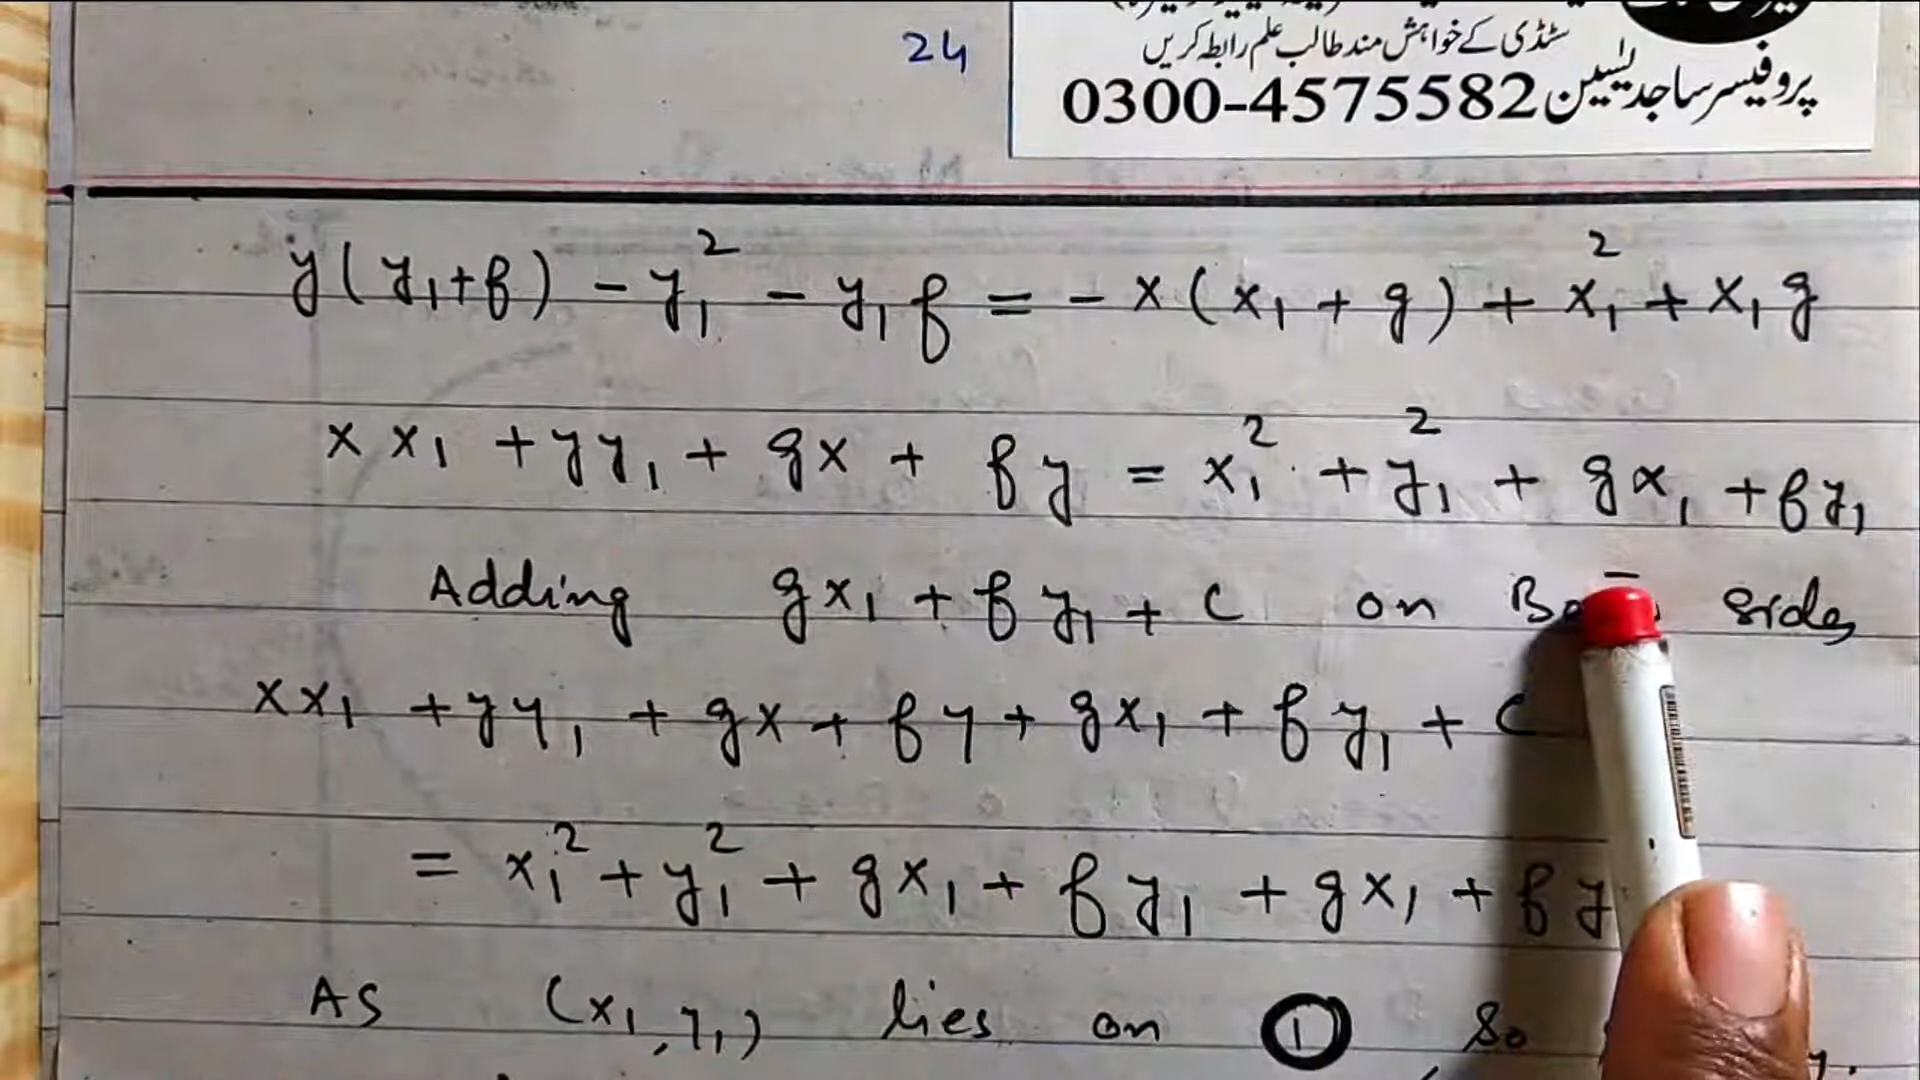 24
سٹڈی کے خواہش مند طالب علم رابطہ کریں
پروفیسر ساجد یٰسین 0300-4575582
y(y₁+f) - y₁² - y₁f = - x(x₁ + g) + x₁² + x₁g
xx₁ + yy₁ + gx + fy = x₁² + y₁² + gx₁ + fy₁
Adding gx₁ + fy₁ + c on sides
xx₁ + yy₁ + gx + fy + gx₁ + fy₁ + c
= x₁² + y₁² + gx₁ + fy₁ + gx₁ + fy
As (x₁, y₁) lies on ①, so